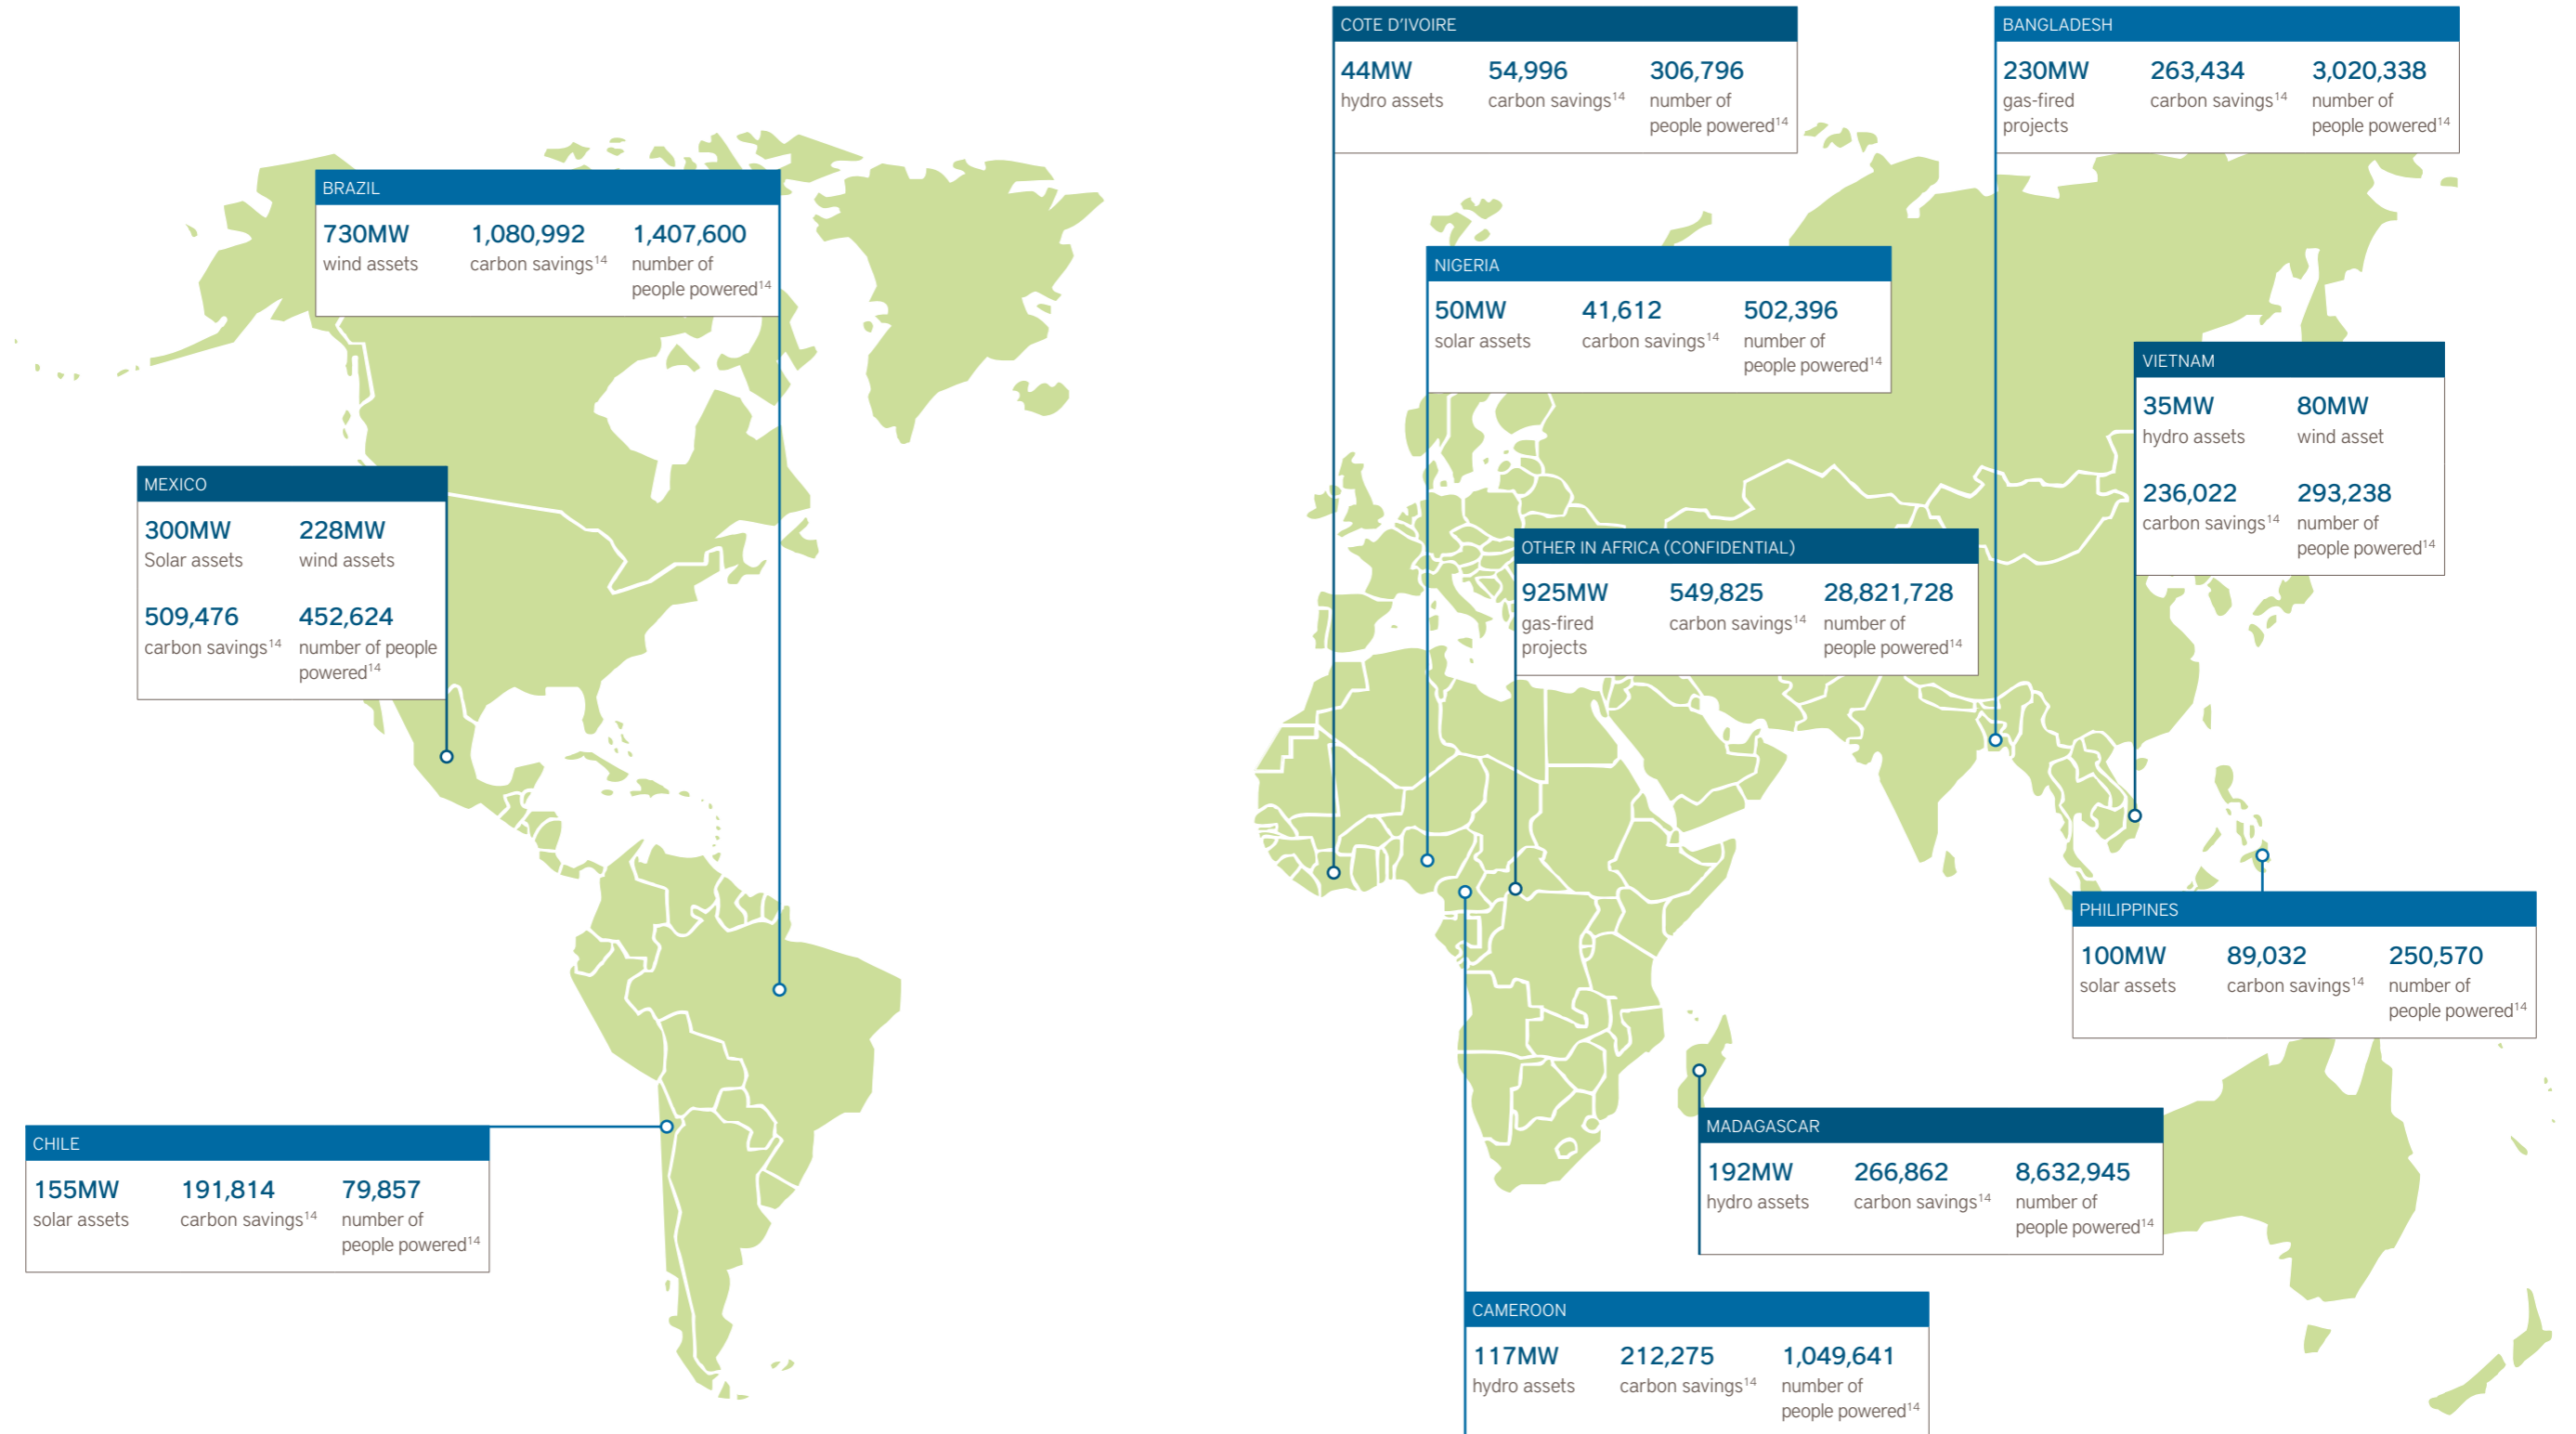 COTE D'IVOIRE
44MW 54,996 306,796
hydro assets carbon savings14 number of
people powered14
BANGLADESH
230MW 263,434 3,020,338
gas-fired carbon savings14 number of
projects people powered14
BRAZIL
730MW 1,080,992 1,407,600
wind assets carbon savings14 number of
people powered14
NIGERIA
50MW 41,612 502,396
solar assets carbon savings14 number of
people powered14
VIETNAM
35MW 80MW
hydro assets wind asset
236,022 293,238
carbon savings14 number of
people powered14
MEXICO
300MW 228MW
Solar assets wind assets
509,476 452,624
carbon savings14 number of people
powered14
OTHER IN AFRICA (CONFIDENTIAL)
925MW 549,825 28,821,728
gas-fired carbon savings14 number of
projects people powered14
PHILIPPINES
100MW 89,032 250,570
solar assets carbon savings14 number of
people powered14
CHILE
155MW 191,814 79,857
solar assets carbon savings14 number of
people powered14
MADAGASCAR
192MW 266,862 8,632,945
hydro assets carbon savings14 number of
people powered14
CAMEROON
117MW 212,275 1,049,641
hydro assets carbon savings14 number of
people powered14